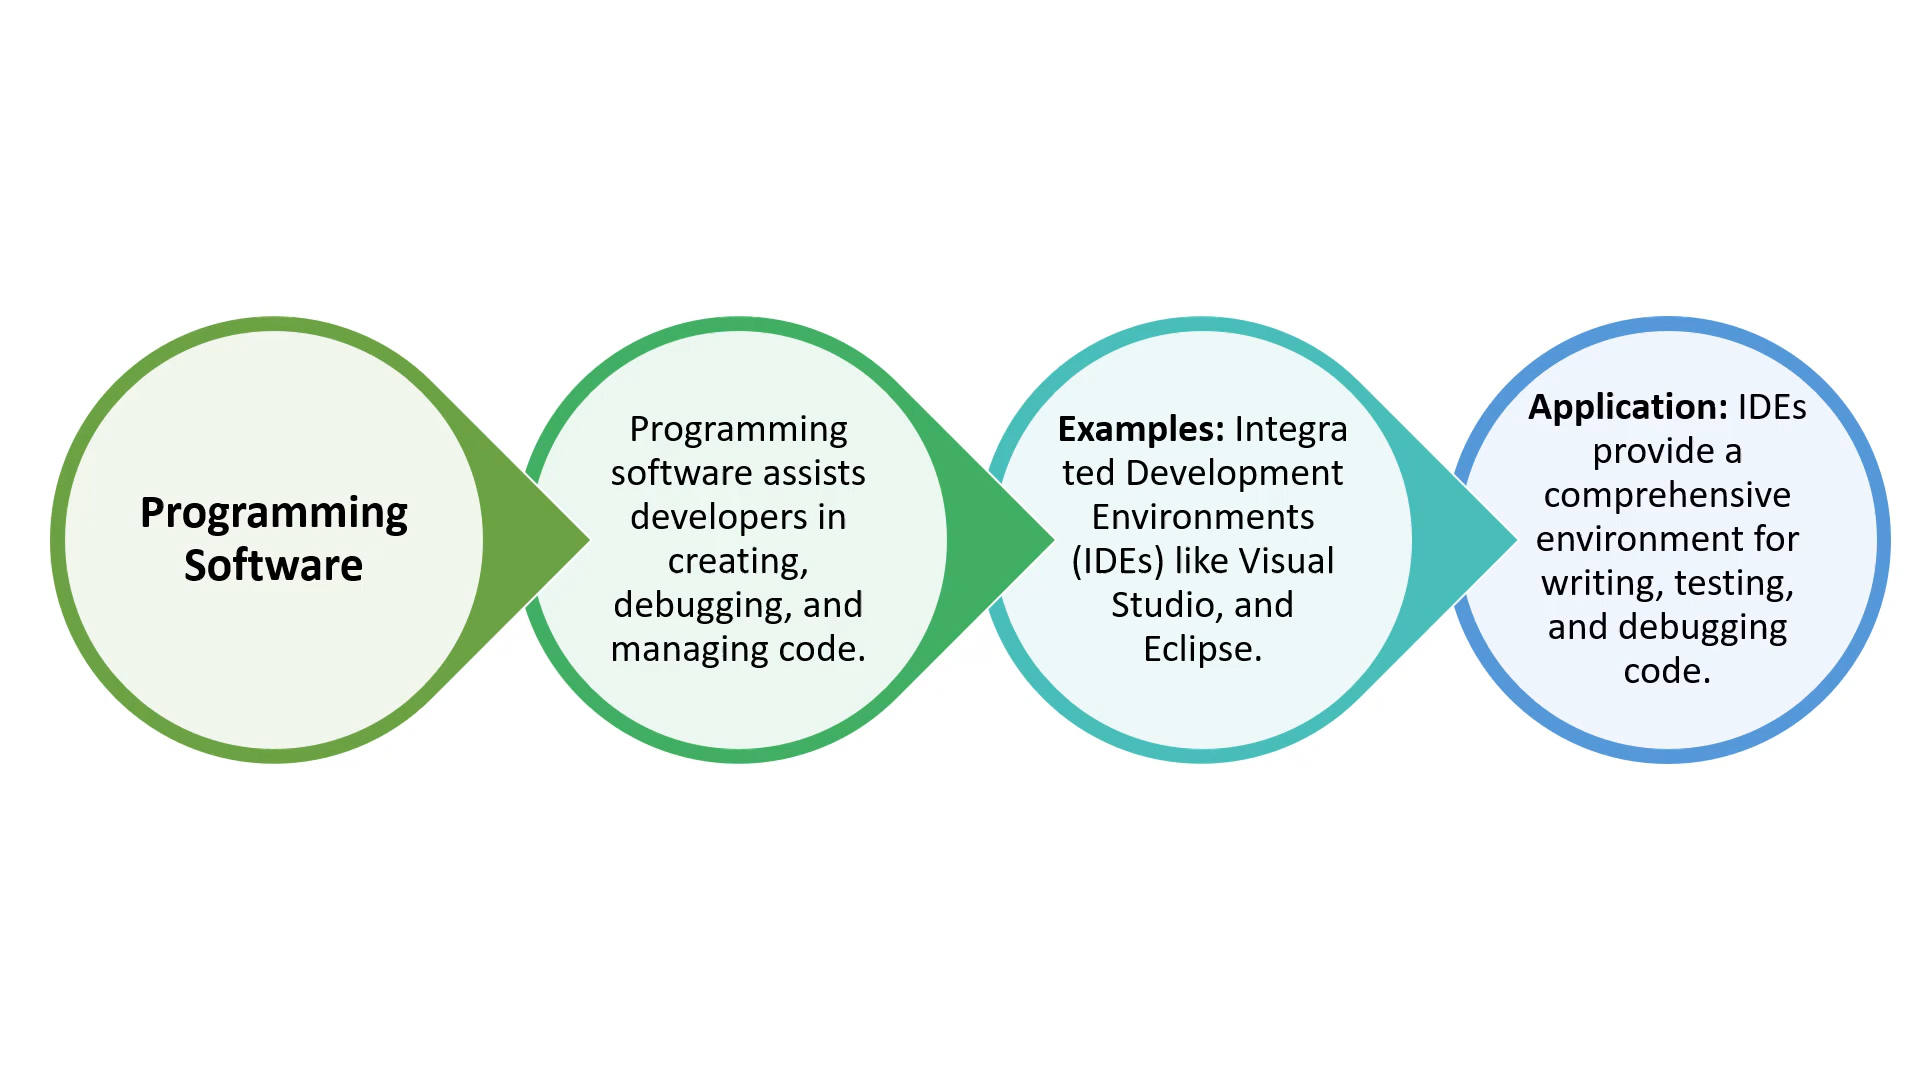 Programming
Software
Programming
software assists
developers in
creating,
debugging, and
managing code.
Examples: Integra
ted Development
Environments
(IDEs) like Visual
Studio, and
Eclipse.
Application: IDEs
provide a
comprehensive
environment for
writing, testing,
and debugging
code.